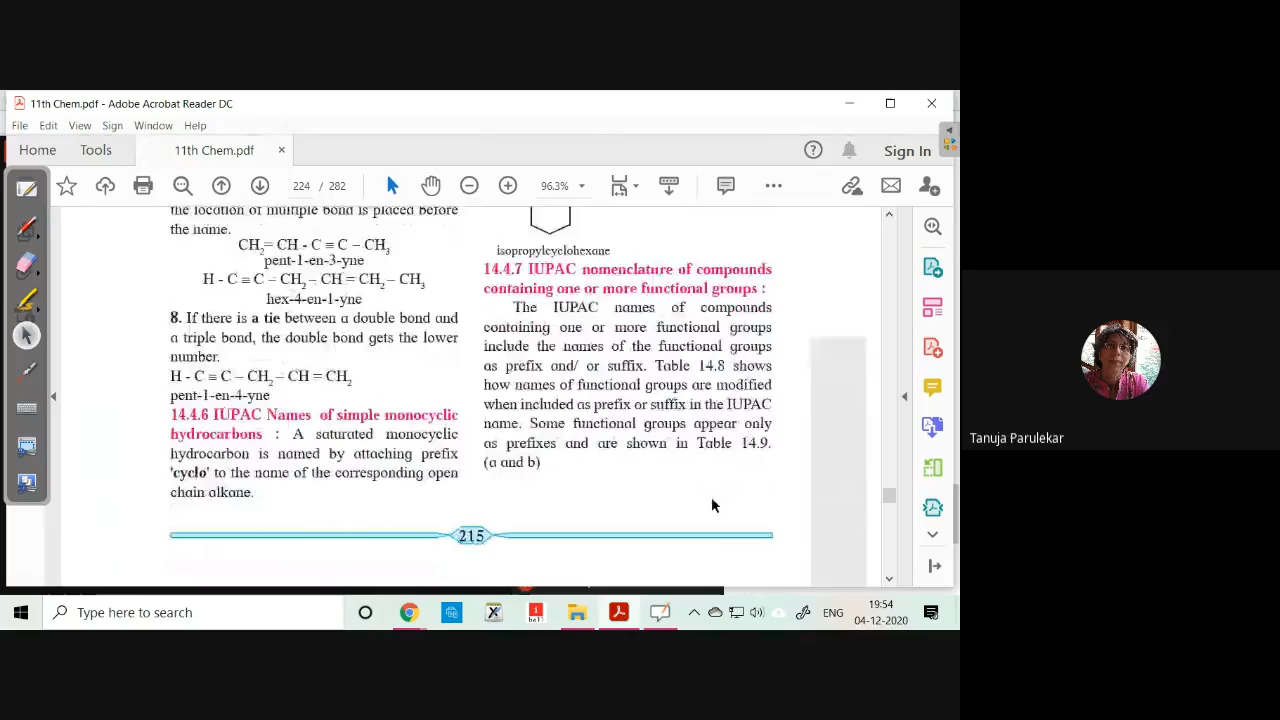 11th Chem.pdf - Adobe Acrobat Reader DC
File Edit View Sign Window Help
Home Tools 11th Chem.pdf × Sign In
224 / 282 96.3%
the location of multiple bond is placed before
the name.
CH2= CH - C ≡ C – CH3
pent-1-en-3-yne
H - C ≡ C – CH2 – CH = CH2 – CH3
hex-4-en-1-yne
8. If there is a tie between a double bond and
a triple bond, the double bond gets the lower
number.
H - C ≡ C – CH2 – CH = CH2
pent-1-en-4-yne
14.4.6 IUPAC Names of simple monocyclic
hydrocarbons : A saturated monocyclic
hydrocarbon is named by attaching prefix
'cyclo' to the name of the corresponding open
chain alkane.
isopropylcyclohexane
14.4.7 IUPAC nomenclature of compounds
containing one or more functional groups :
The IUPAC names of compounds
containing one or more functional groups
include the names of the functional groups
as prefix and/ or suffix. Table 14.8 shows
how names of functional groups are modified
when included as prefix or suffix in the IUPAC
name. Some functional groups appear only
as prefixes and are shown in Table 14.9.
(a and b)
215
Tanuja Parulekar
Type here to search
ENG
19:54
04-12-2020